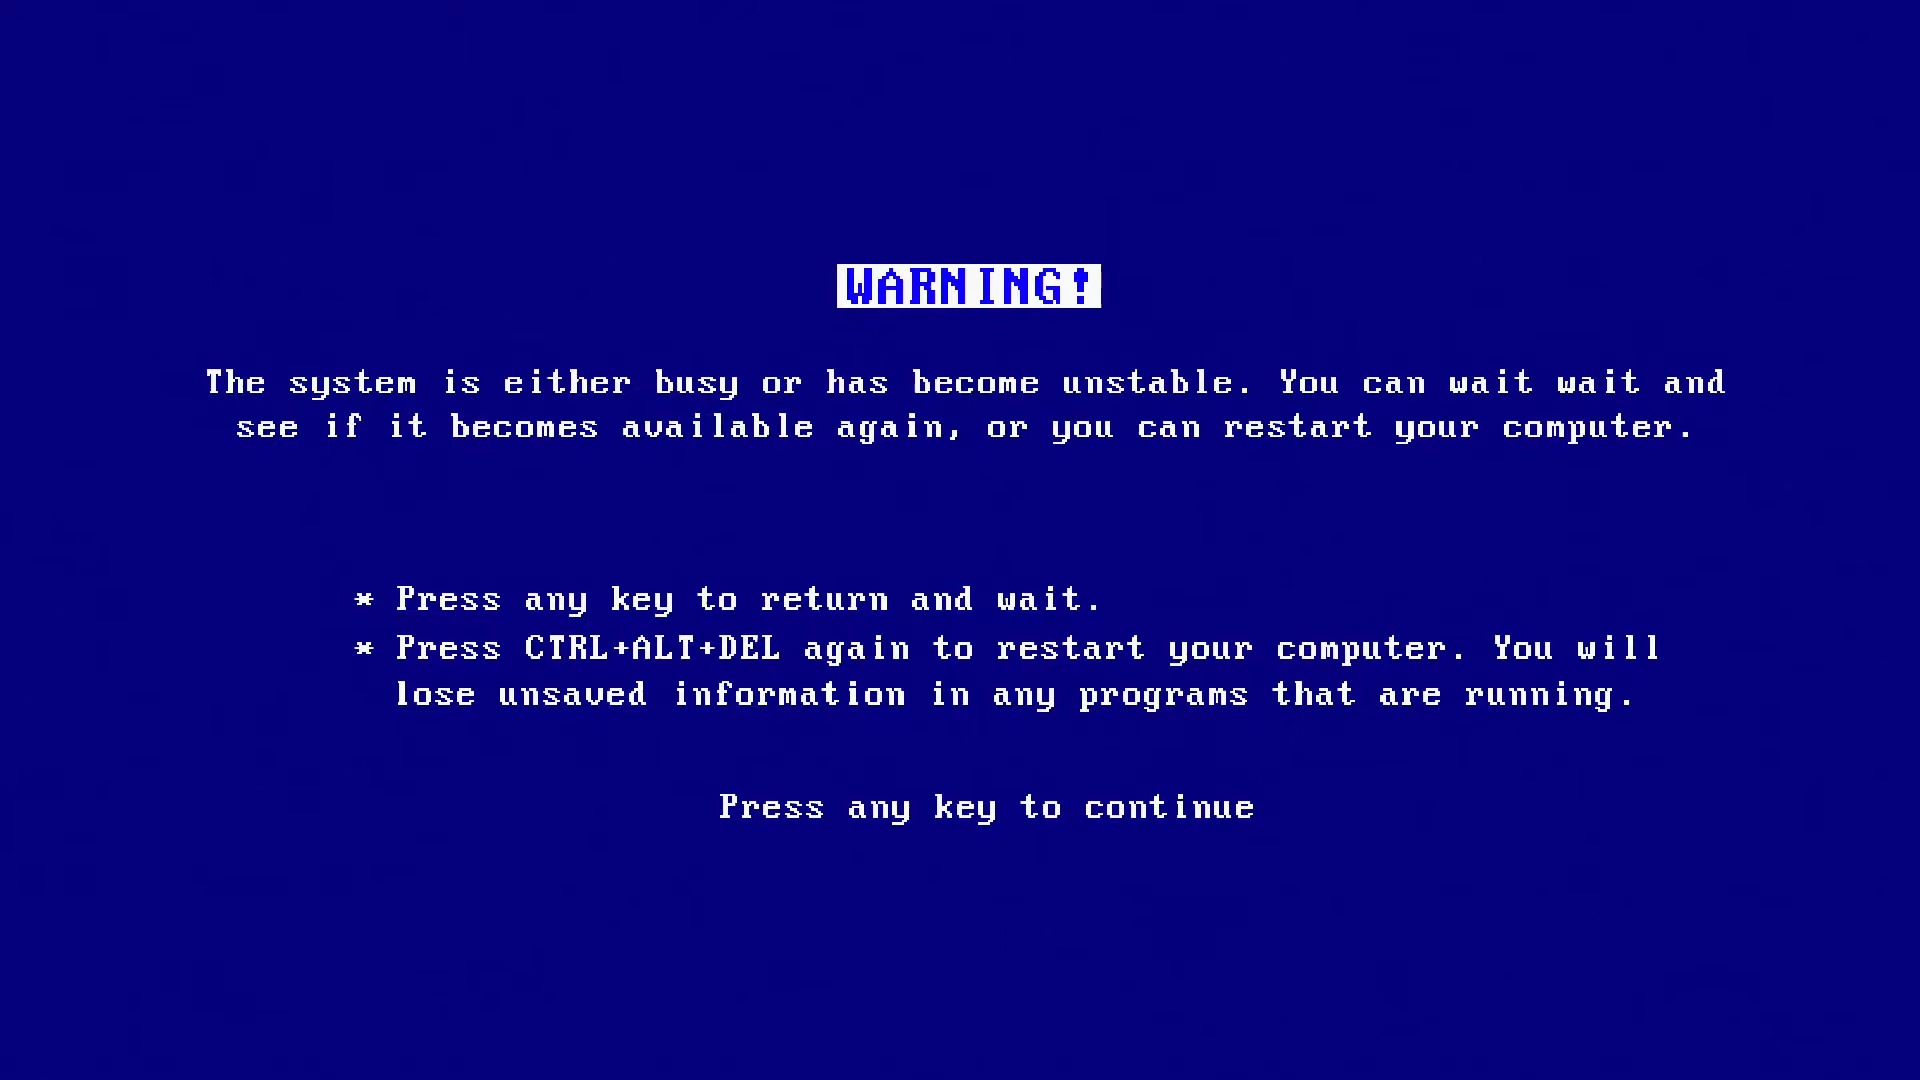 WARNING!
The system is either busy or has become unstable. You can wait wait and
see if it becomes available again, or you can restart your computer.
* Press any key to return and wait.
* Press CTRL+ALT+DEL again to restart your computer. You will
lose unsaved information in any programs that are running.
Press any key to continue